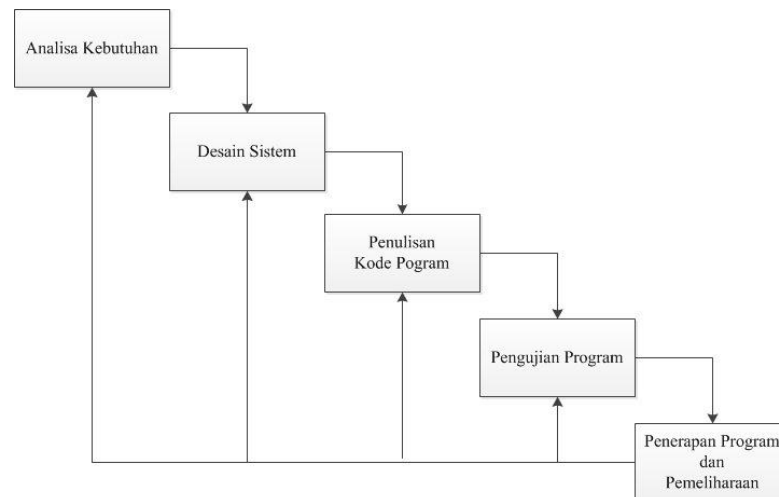 Analisa Kebutuhan
Desain Sistem
Penulisan
Kode Pogram
Pengujian Program
Penerapan Program
dan
Pemeliharaan